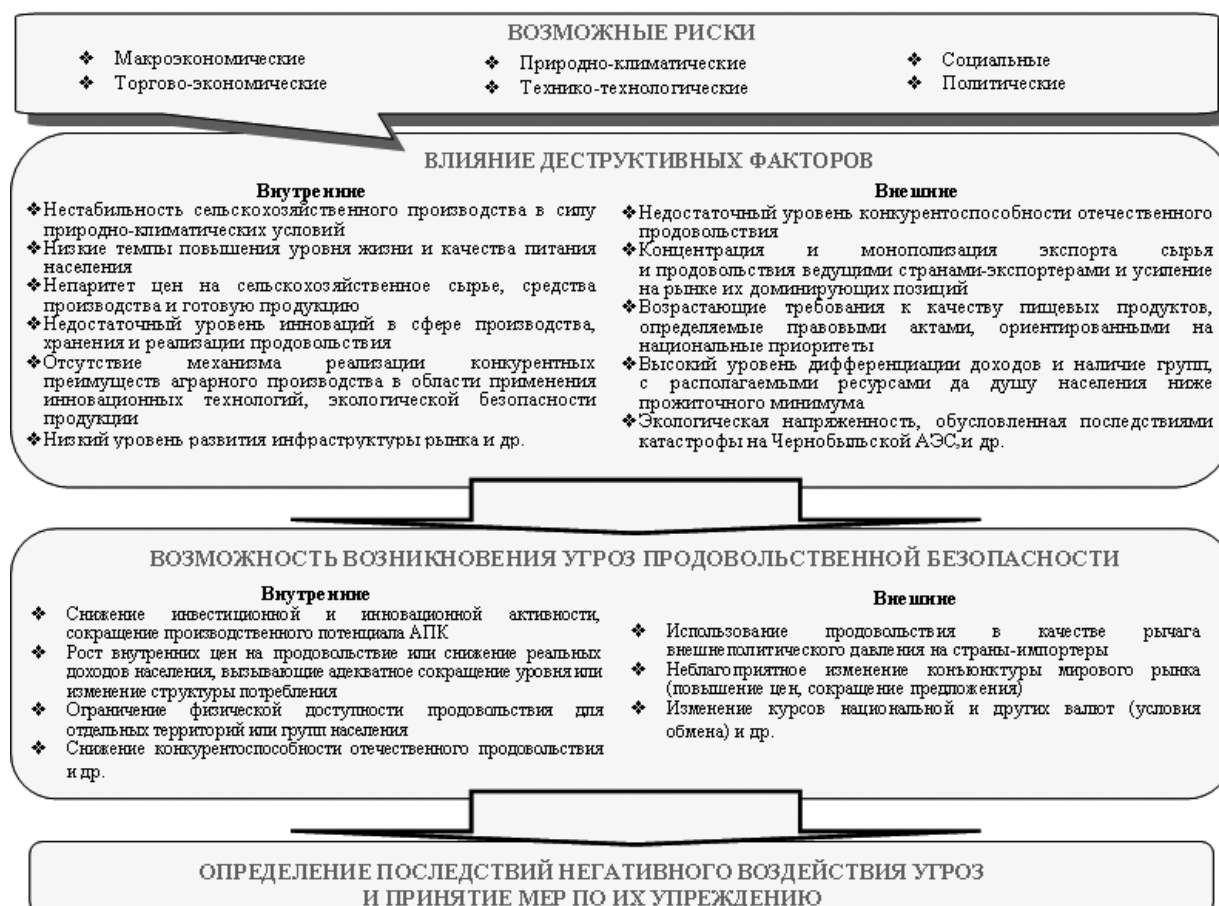 ВОЗМОЖНЫЕ РИСКИ
❖ Макроэкономические
❖ Торгово-экономические
❖ Природно-климатические
❖ Технико-технологические
❖ Социальные
❖ Политические
ВЛИЯНИЕ ДЕСТРУКТИВНЫХ ФАКТОРОВ
Внутренние
❖Нестабильность сельскохозяйственного производства в силу
природно-климатических условий
❖Низкие темпы повышения уровня жизни и качества питания
населения
❖Непаритет цен на сельскохозяйственное сырье, средства
производства и готовую продукцию
❖Недостаточный уровень инноваций в сфере производства,
хранения и реализации продовольствия
❖Отсутствие механизма реализации конкурентных
преимуществ аграрного производства в области применения
инновационных технологий, экологической безопасности
продукции
❖Низкий уровень развития инфраструктуры рынка и др.
Внешние
❖Недостаточный уровень конкурентоспособности отечественного
продовольствия
❖Концентрация и монополизация экспорта сырья
и продовольствия ведущими странами-экспортерами и усиление
на рынке их доминирующих позиций
❖Возрастающие требования к качеству пищевых продуктов,
определяемые правовыми актами, ориентированными на
национальные приоритеты
❖Высокий уровень дифференциации доходов и наличие групп,
с располагаемыми ресурсами да душу населения ниже
прожиточного минимума
❖Экологическая напряженность, обусловленная последствиями
катастрофы на Чернобыльской АЭС,и др.
ВОЗМОЖНОСТЬ ВОЗНИКНОВЕНИЯ УГРОЗ ПРОДОВОЛЬСТВЕННОЙ БЕЗОПАСНОСТИ
Внутренние
❖ Снижение инвестиционной и инновационной активности,
сокращение производственного потенциала АПК
❖ Рост внутренних цен на продовольствие или снижение реальных
доходов населения, вызывающие адекватное сокращение уровня или
изменение структуры потребления
❖ Ограничение физической доступности продовольствия для
отдельных территорий или групп населения
❖ Снижение конкурентоспособности отечественного продовольствия
и др.
Внешние
❖ Использование продовольствия в качестве рычага
внешнеполитического давления на страны-импортеры
❖ Неблагоприятное изменение конъюнктуры мирового рынка
(повышение цен, сокращение предложения)
❖ Изменение курсов национальной и других валют (условия
обмена) и др.
ОПРЕДЕЛЕНИЕ ПОСЛЕДСТВИЙ НЕГАТИВНОГО ВОЗДЕЙСТВИЯ УГРОЗ
И ПРИНЯТИЕ МЕР ПО ИХ УПРЕЖДЕНИЮ